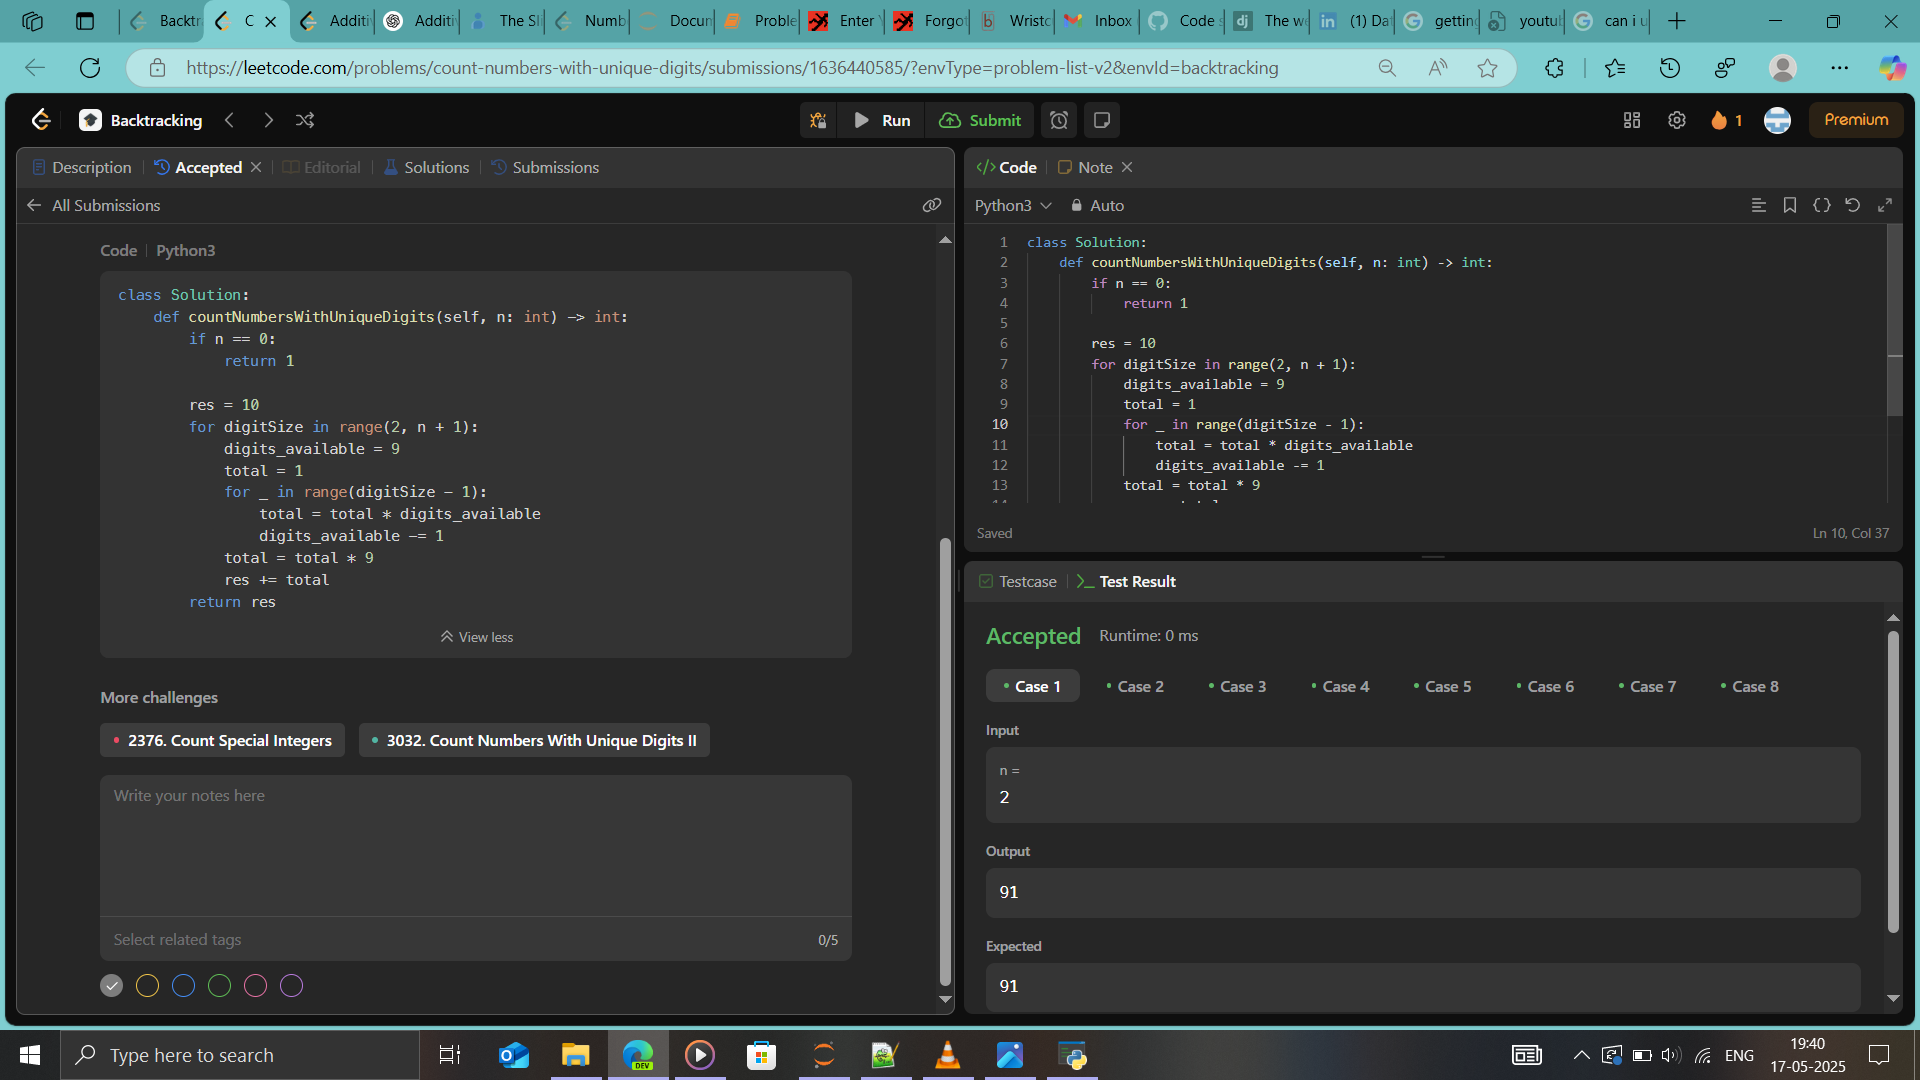 Backtr
C
Additiv
Additiv
The Sl
Numb
Docun
Proble
Enter
Forgot
Wristc
Inbox
Code s
The we
(1) Dat
getting
youtub
can i u
https://leetcode.com/problems/count-numbers-with-unique-digits/submissions/1636440585/?envType=problem-list-v2&envId=backtracking
Backtracking
Run
Submit
1
Premium
Description
Accepted
Editorial
Solutions
Submissions
All Submissions
Code | Python3
class Solution:
    def countNumbersWithUniqueDigits(self, n: int) -> int:
        if n == 0:
            return 1

        res = 10
        for digitSize in range(2, n + 1):
            digits_available = 9
            total = 1
            for _ in range(digitSize - 1):
                total = total * digits_available
                digits_available -= 1
            total = total * 9
            res += total
        return res
View less
More challenges
2376. Count Special Integers
3032. Count Numbers With Unique Digits II
Write your notes here
Select related tags
0/5
</> Code
Note
Python3
Auto
1 class Solution:
2     def countNumbersWithUniqueDigits(self, n: int) -> int:
3         if n == 0:
4             return 1
5
6         res = 10
7         for digitSize in range(2, n + 1):
8             digits_available = 9
9             total = 1
10             for _ in range(digitSize - 1):
11                 total = total * digits_available
12                 digits_available -= 1
13             total = total * 9
Saved
Ln 10, Col 37
Testcase
Test Result
Accepted
Runtime: 0 ms
Case 1
Case 2
Case 3
Case 4
Case 5
Case 6
Case 7
Case 8
Input
n =
2
Output
91
Expected
91
Type here to search
DEV
ENG
19:40
17-05-2025